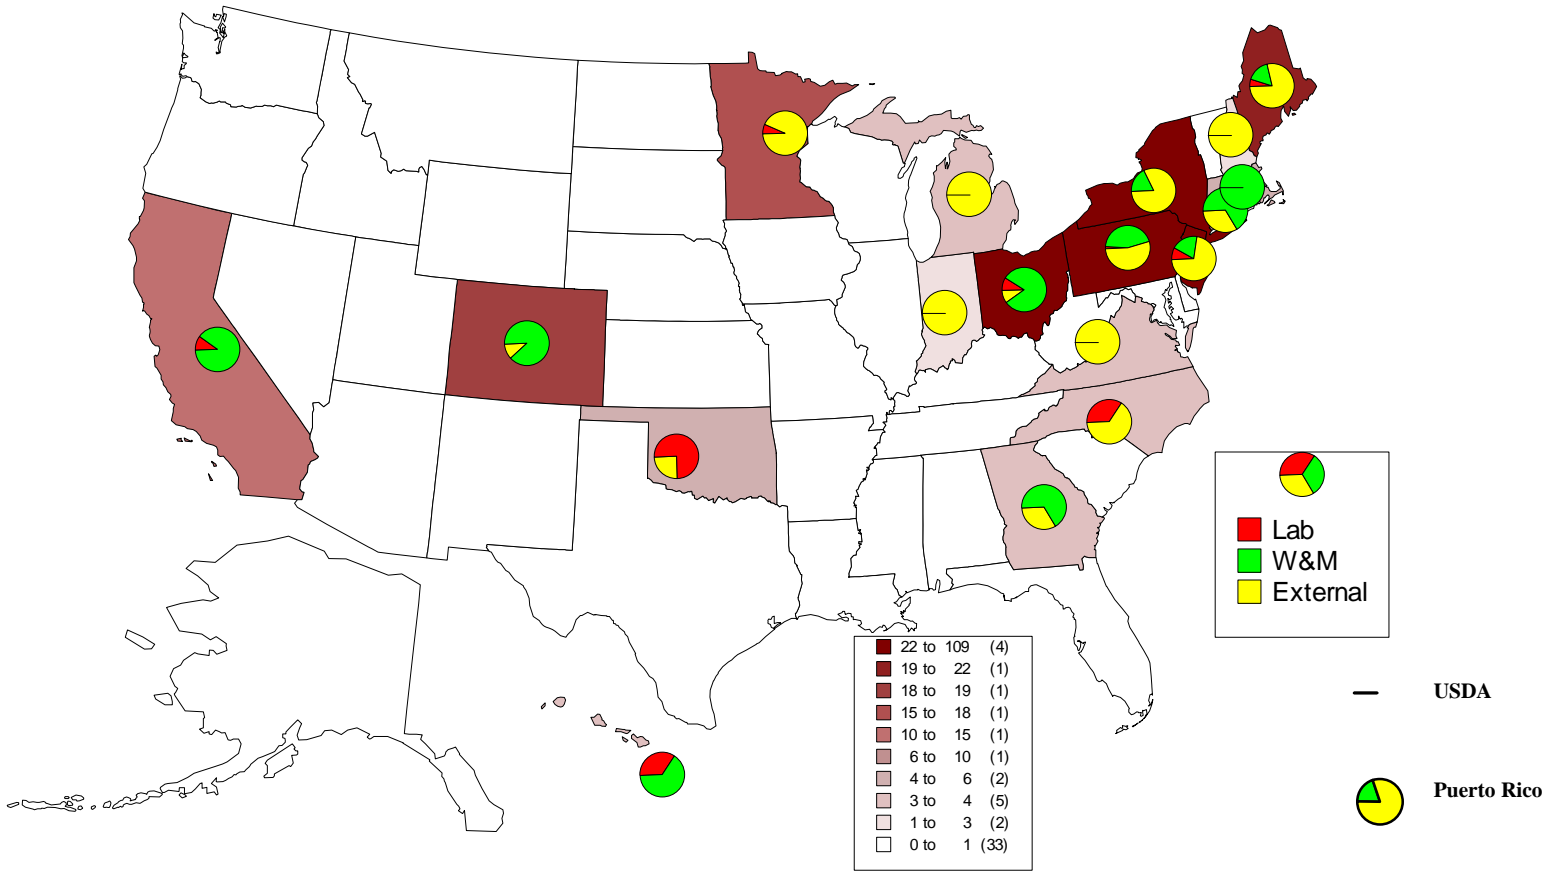 Lab
W&M
External
22 to 109 (4)
19 to 22 (1)
18 to 19 (1)
15 to 18 (1)
10 to 15 (1)
6 to 10 (1)
4 to 6 (2)
3 to 4 (5)
1 to 3 (2)
0 to 1 (33)
USDA
Puerto Rico